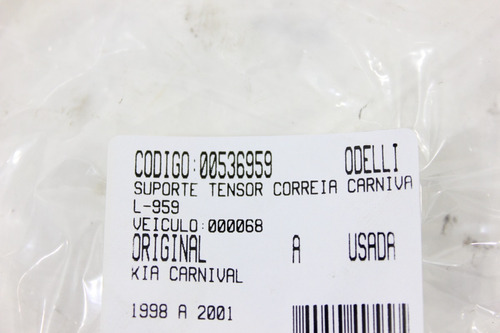 CODIGO:00536959 ODELLI
SUPORTE TENSOR CORREIA CARNIVA
L-959
VEICULO:000068
ORIGINAL A USADA
KIA CARNIVAL
1998 A 2001